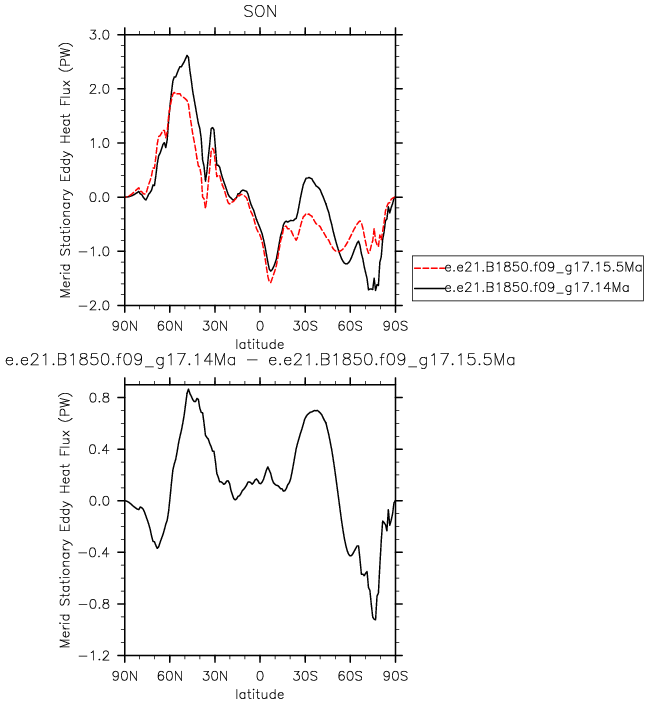 SON
Merid Stationary Eddy Heat Flux (PW)
3.0
2.0
1.0
0.0
−1.0
−2.0
90N 60N 30N 0 30S 60S 90S
latitude
e.e21.B1850.f09_g17.15.5Ma
e.e21.B1850.f09_g17.14Ma
e.e21.B1850.f09_g17.14Ma − e.e21.B1850.f09_g17.15.5Ma
Merid Stationary Eddy Heat Flux (PW)
0.8
0.4
0.0
−0.4
−0.8
−1.2
90N 60N 30N 0 30S 60S 90S
latitude